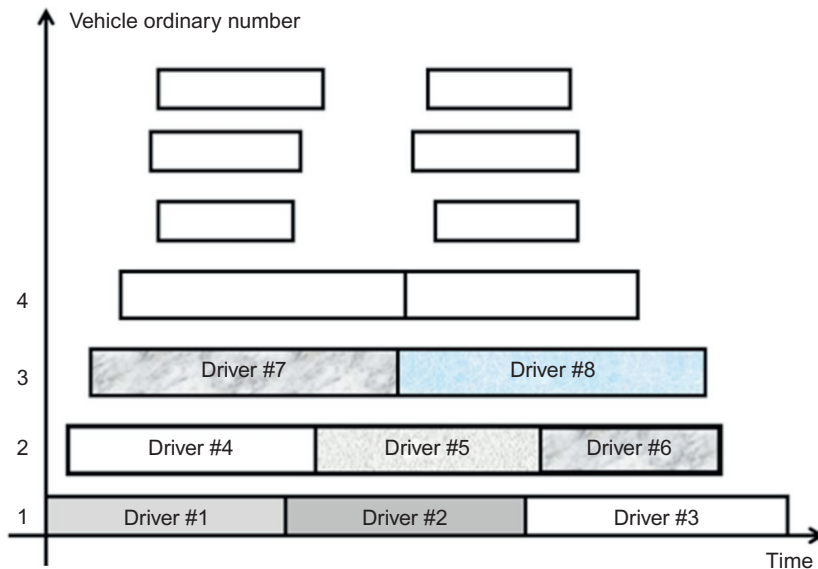 Vehicle ordinary number
4
3 Driver #7 Driver #8
2 Driver #4 Driver #5 Driver #6
1 Driver #1 Driver #2 Driver #3
Time